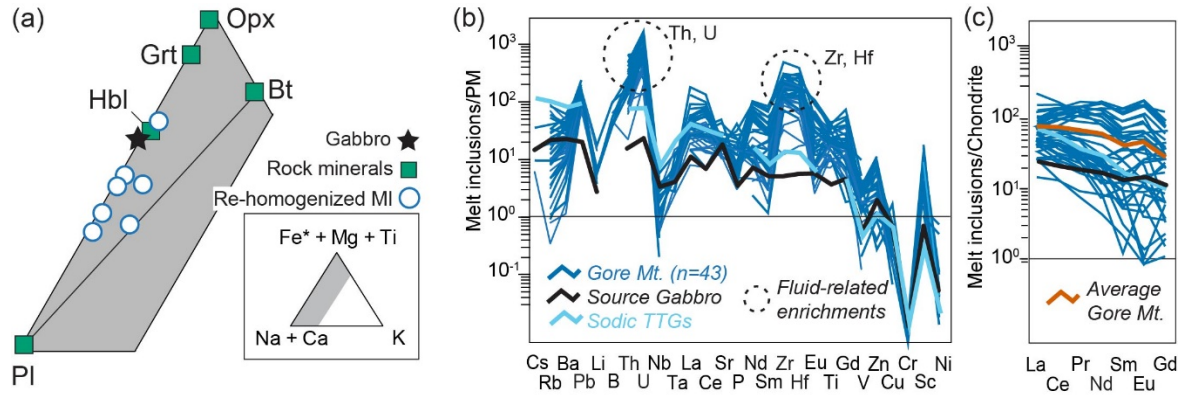 (a)
Opx
Grt
Bt
Hbl
Gabbro
Rock minerals
Re-homogenized MI
Pl
Fe* + Mg + Ti
Na + Ca K
(b)
Melt inclusions/PM
10³
10²
10¹
10⁰
10⁻¹
Th, U
Zr, Hf
Gore Mt. (n=43)
Source Gabbro
Sodic TTGs
Fluid-related
enrichments
Cs Ba Li Th Nb La Sr Nd Zr Eu Gd Zn Cr Ni
Rb Pb B U Ta Ce P Sm Hf Ti V Cu Sc
(c)
Melt inclusions/Chondrite
10³
10²
10¹
10⁰
Average
Gore Mt.
La Pr Sm Gd
Ce Nd Eu